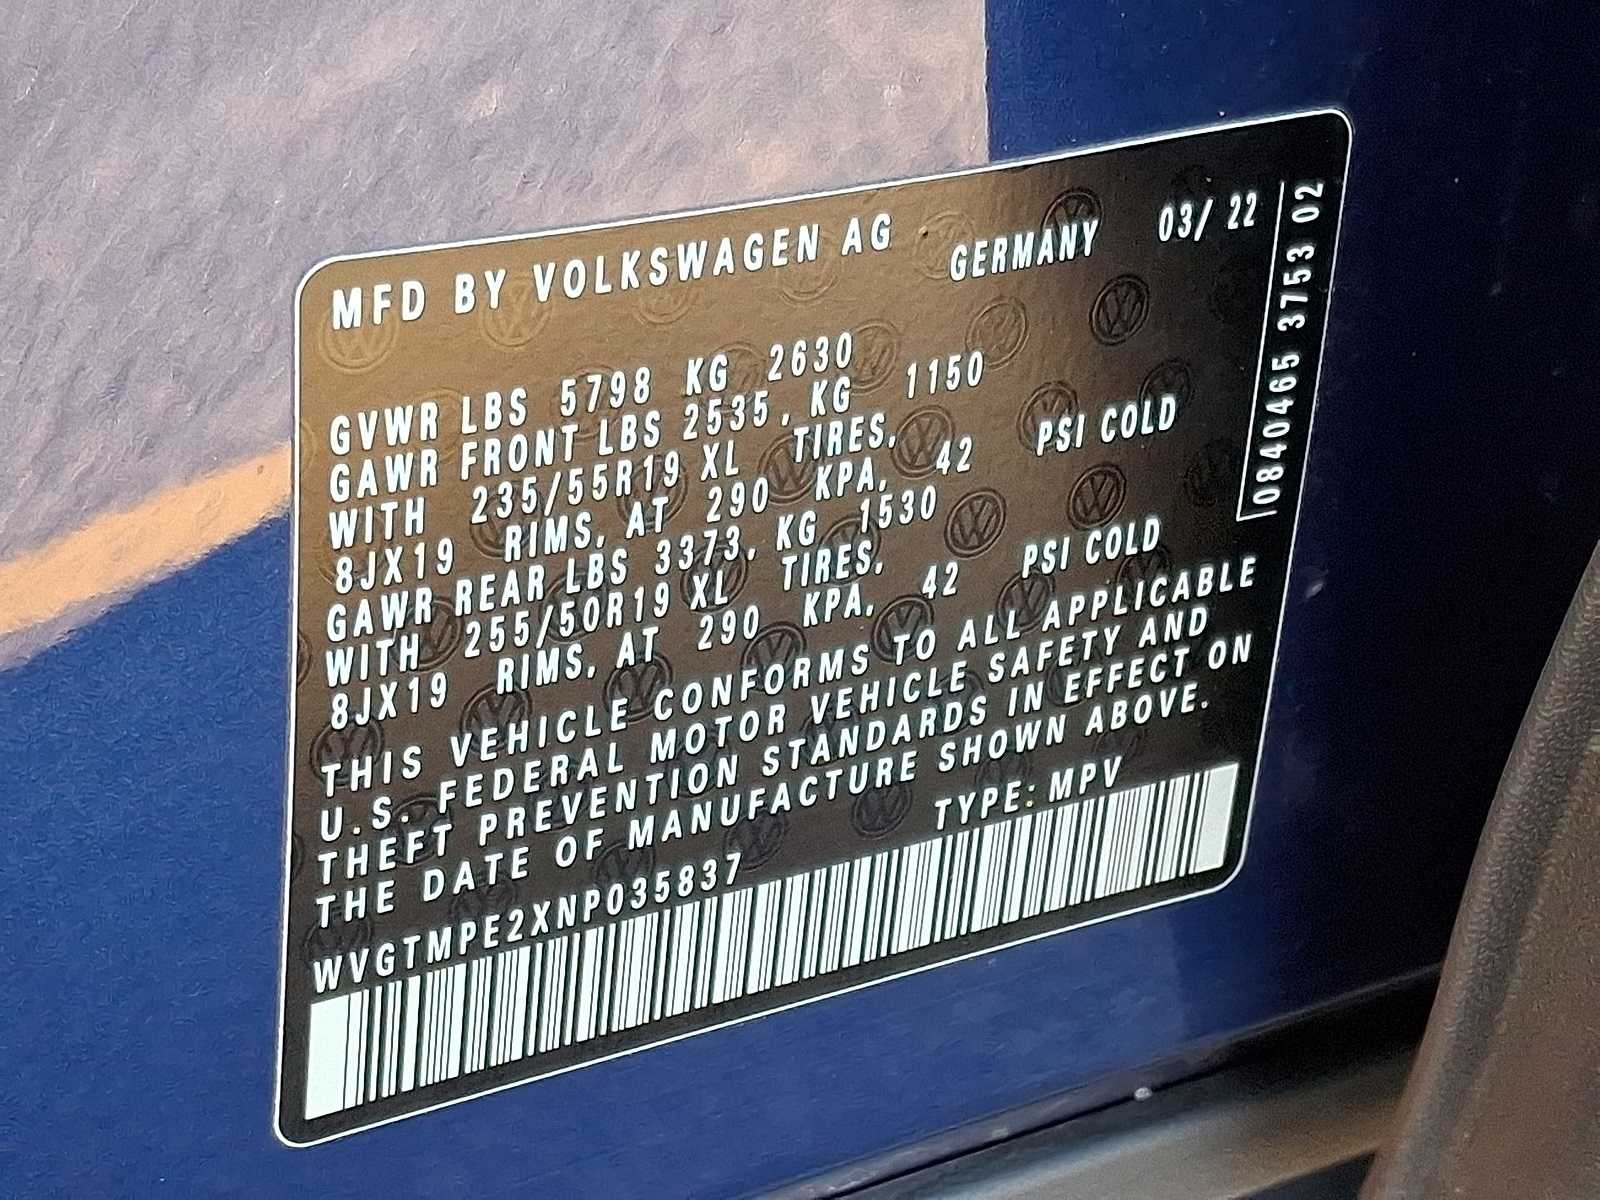 MFD BY VOLKSWAGEN AG GERMANY 03/ 22
GVWR LBS 5798 KG 2630
GAWR FRONT LBS 2535, KG 1150
WITH 235/55R19 XL TIRES,
8JX19 RIMS, AT 290 KPA, 42 PSI COLD
GAWR REAR LBS 3373, KG 1530
WITH 255/50R19 XL TIRES,
8JX19 RIMS, AT 290 KPA, 42 PSI COLD
THIS VEHICLE CONFORMS TO ALL APPLICABLE
U.S. FEDERAL MOTOR VEHICLE SAFETY AND
THEFT PREVENTION STANDARDS IN EFFECT ON
THE DATE OF MANUFACTURE SHOWN ABOVE.
WVGTMPE2XNP035837 TYPE: MPV
0840465 3753 02